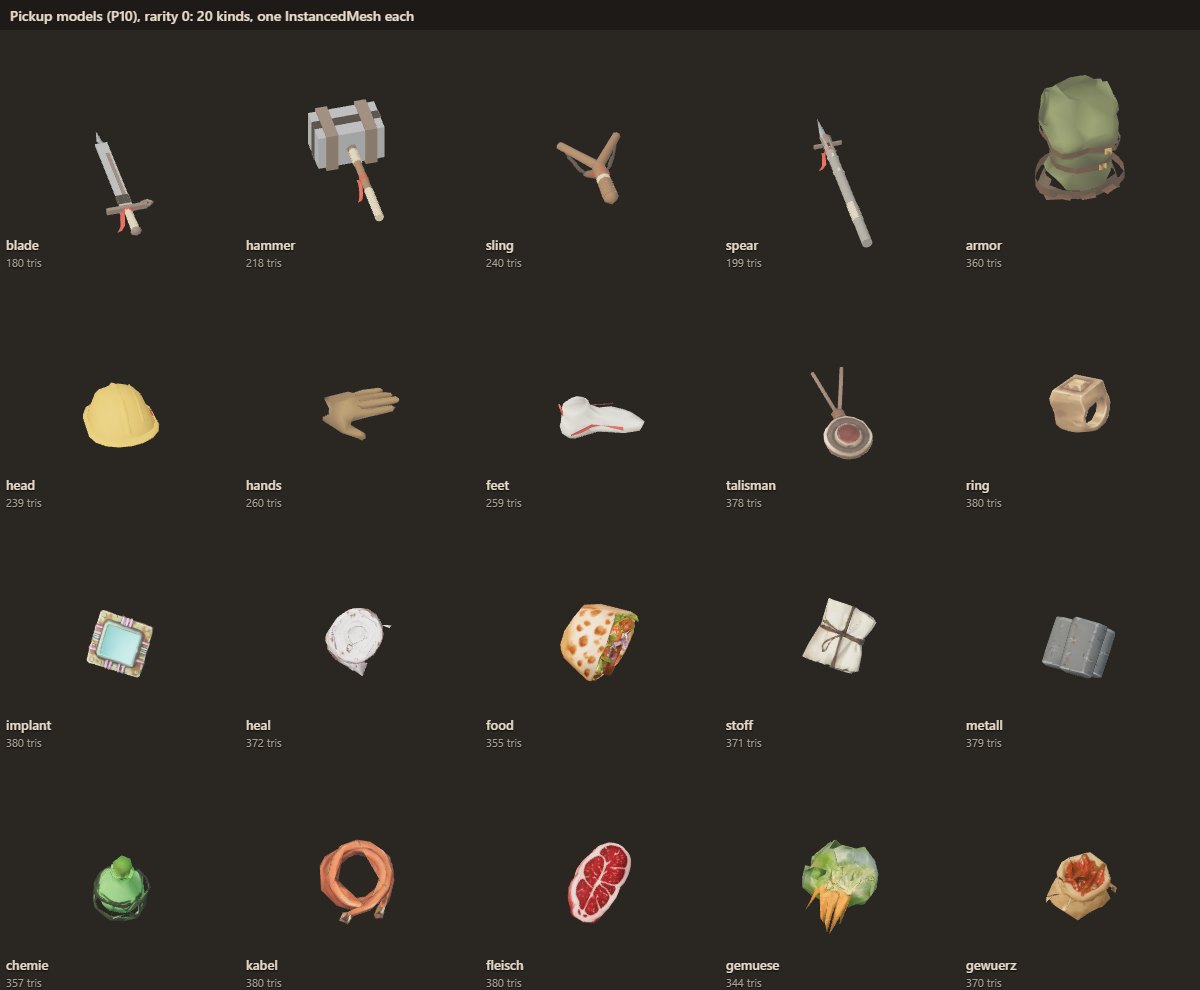 Pickup models (P10), rarity 0: 20 kinds, one InstancedMesh each
blade
180 tris
hammer
218 tris
sling
240 tris
spear
199 tris
armor
360 tris
head
239 tris
hands
260 tris
feet
259 tris
talisman
378 tris
ring
380 tris
implant
380 tris
heal
372 tris
food
355 tris
stoff
371 tris
metall
379 tris
chemie
357 tris
kabel
380 tris
fleisch
380 tris
gemuese
344 tris
gewuerz
370 tris